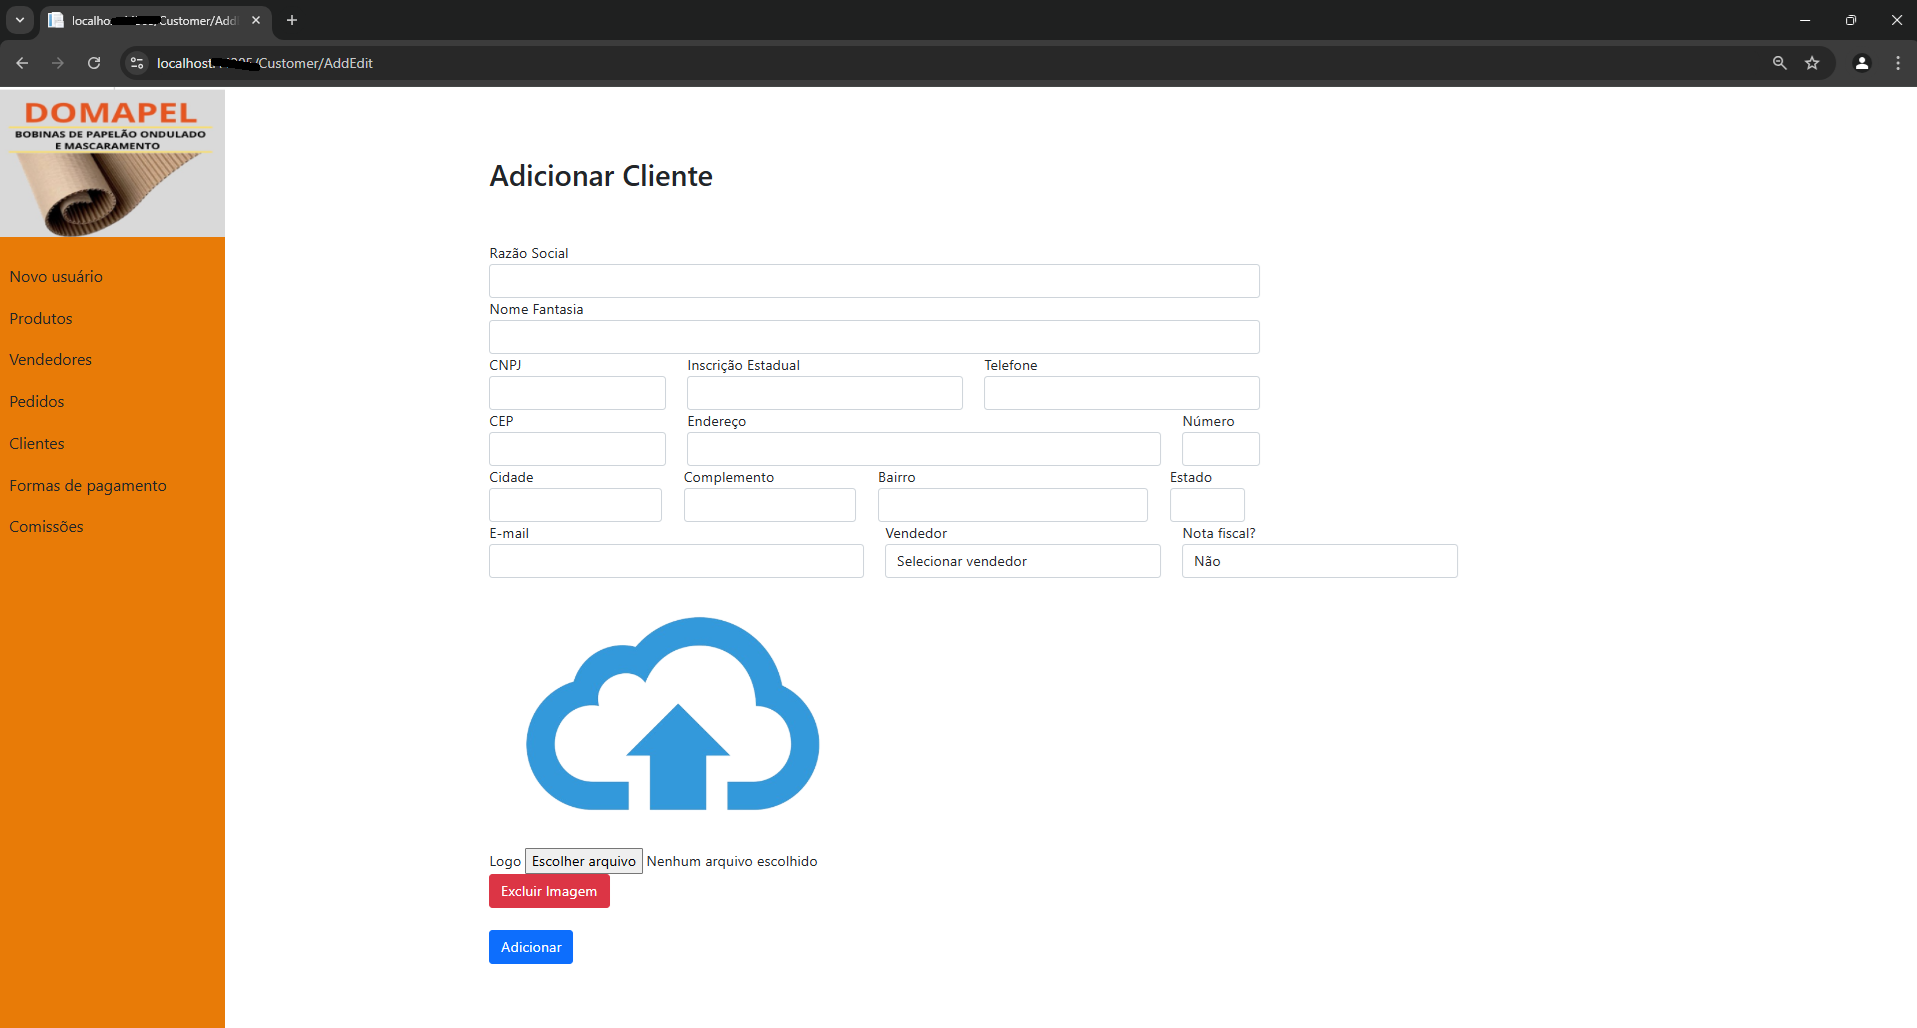 localho
Customer/Add
localhost:
/Customer/AddEdit
DOMAPEL
BOBINAS DE PAPELÃO ONDULADO
E MASCARAMENTO
Adicionar Cliente
Novo usuário
Produtos
Vendedores
Pedidos
Clientes
Formas de pagamento
Comissões
Razão Social
Nome Fantasia
CNPJ Inscrição Estadual Telefone
CEP Endereço Número
Cidade Complemento Bairro Estado
E-mail Vendedor Nota fiscal?
Selecionar vendedor Não
Logo Escolher arquivo Nenhum arquivo escolhido
Excluir Imagem
Adicionar